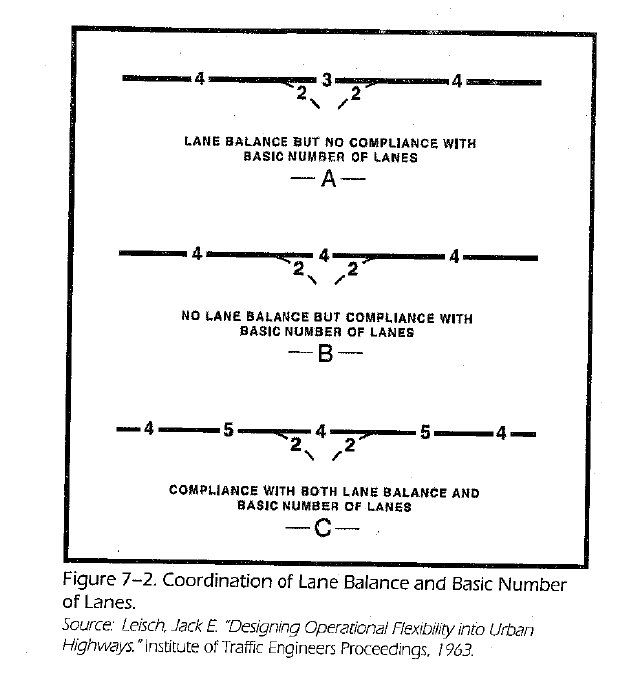 4 3 4
2 2
LANE BALANCE BUT NO COMPLIANCE WITH
BASIC NUMBER OF LANES
— A —
4 4 4
2 2
NO LANE BALANCE BUT COMPLIANCE WITH
BASIC NUMBER OF LANES
— B —
4 5 4 5 4
2 2
COMPLIANCE WITH BOTH LANE BALANCE AND
BASIC NUMBER OF LANES
— C —
Figure 7–2. Coordination of Lane Balance and Basic Number
of Lanes.
Source: Leisch, Jack E. "Designing Operational Flexibility into Urban
Highways." Institute of Traffic Engineers Proceedings, 1963.